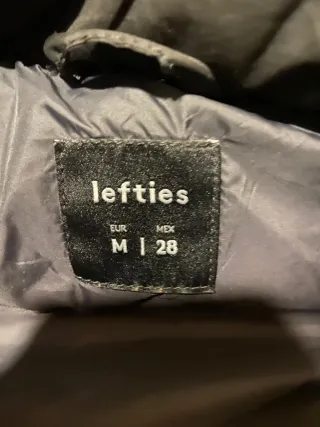 lefties
EUR MEX
M | 28